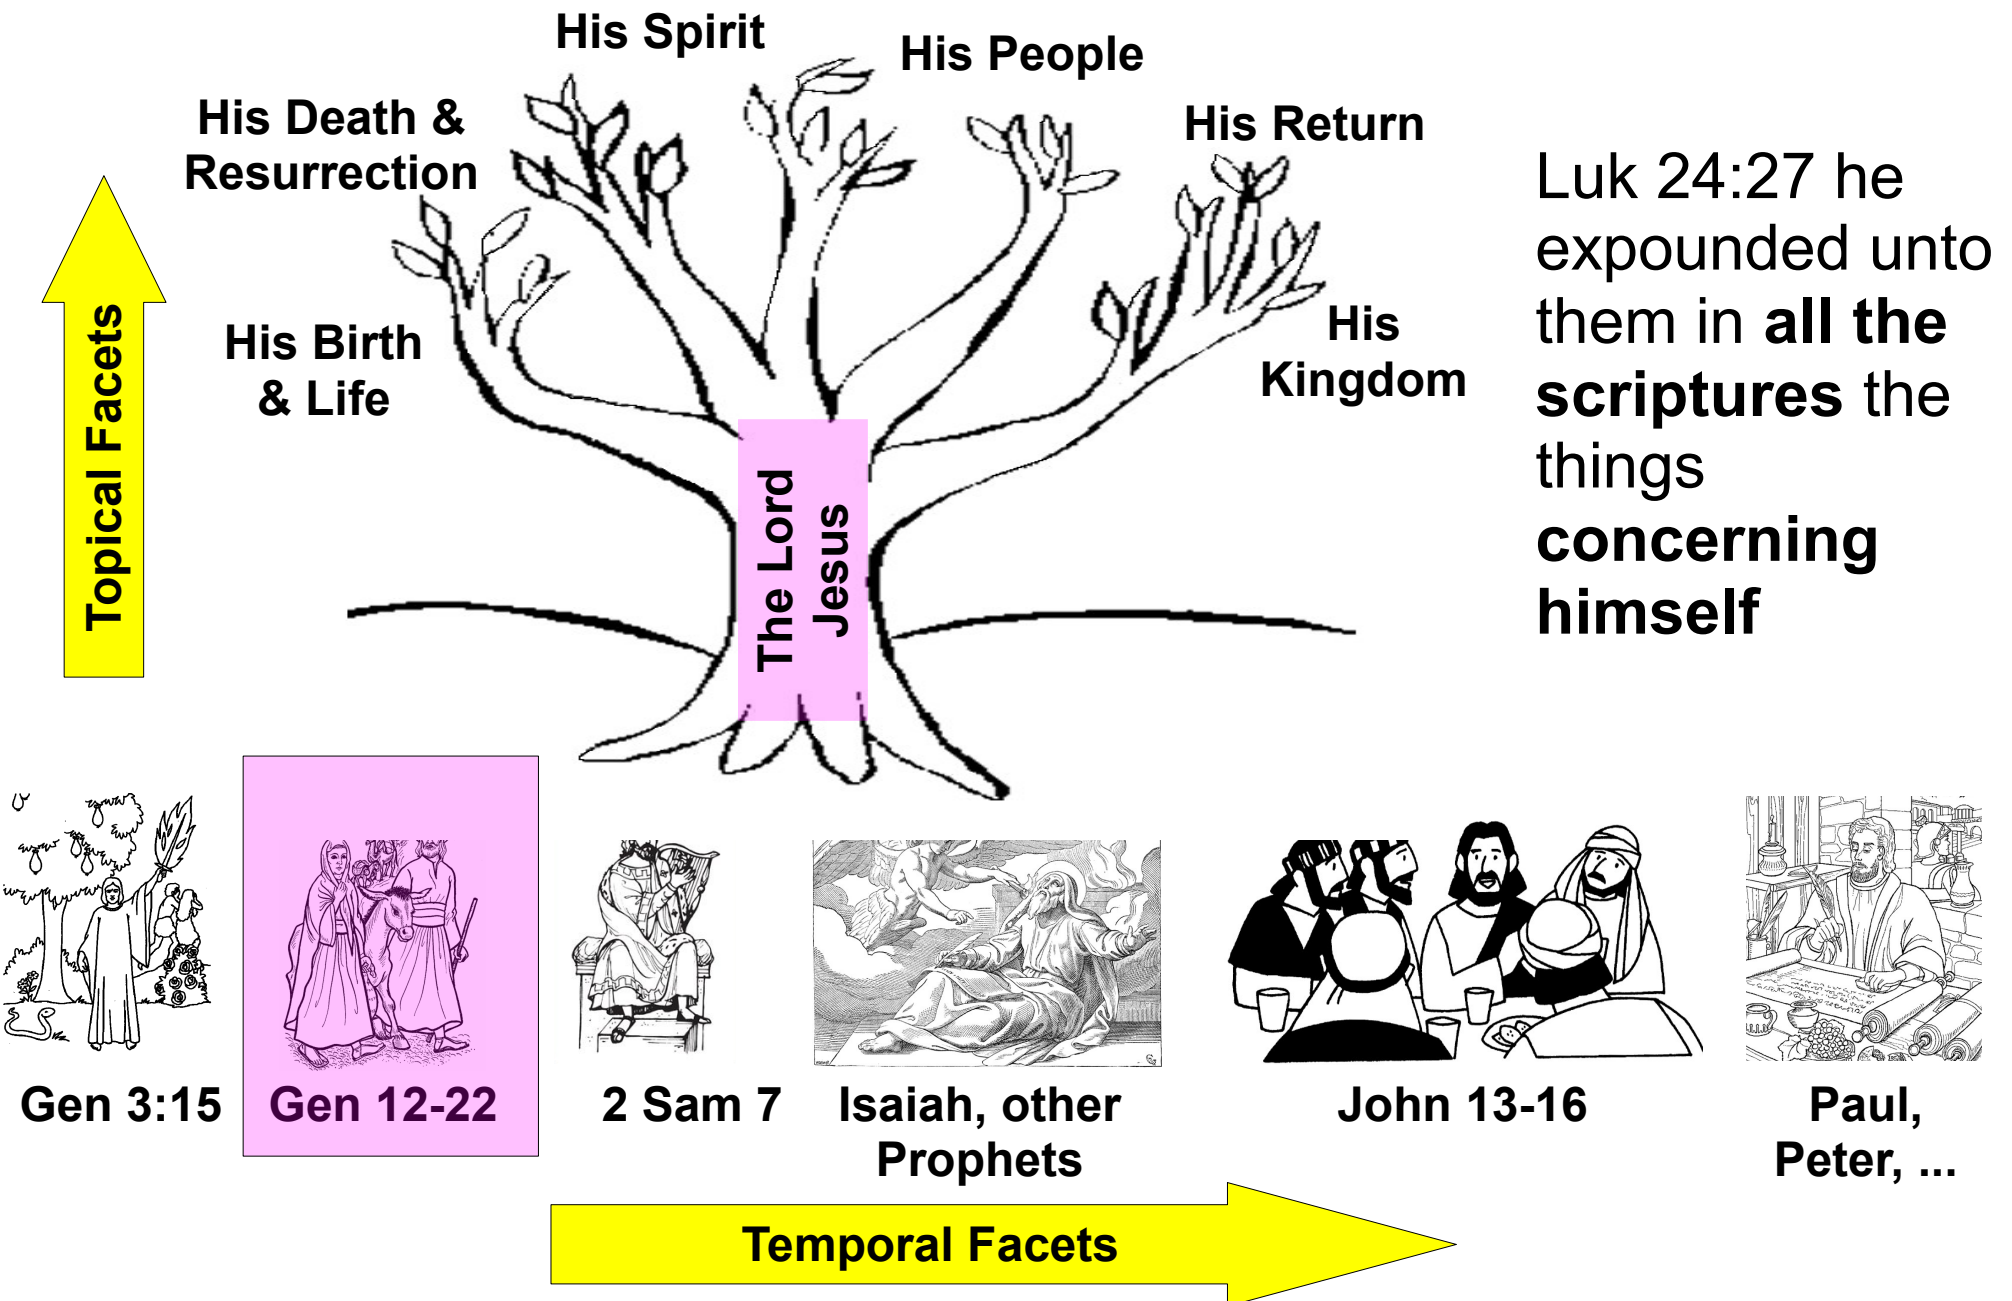 His Spirit
His People
His Death &
Resurrection
His Return
His Birth
& Life
His
Kingdom
Topical Facets
The Lord
Jesus
Luk 24:27 he
expounded unto
them in all the
scriptures the
things
concerning
himself
Gen 3:15
Gen 12-22
2 Sam 7
Isaiah, other
Prophets
John 13-16
Paul,
Peter, ...
Temporal Facets